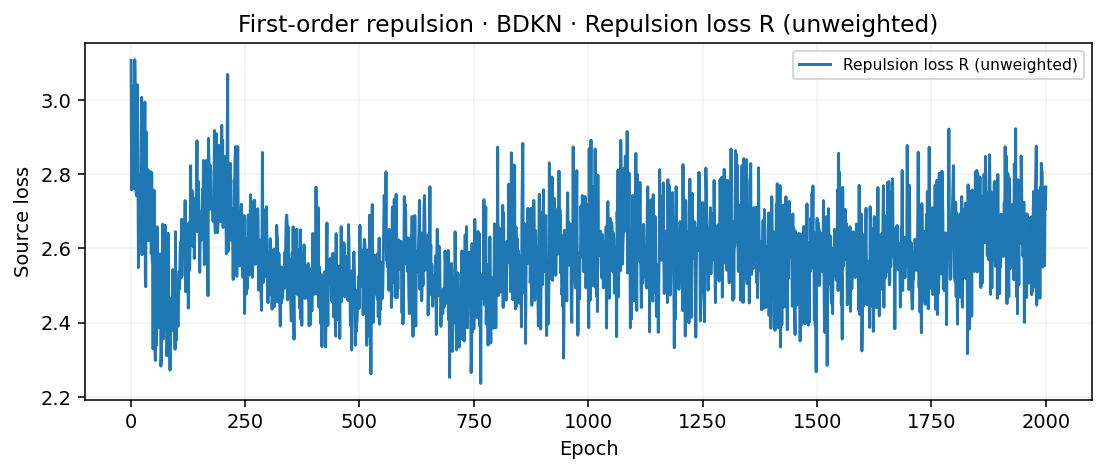 First-order repulsion · BDKN · Repulsion loss R (unweighted)
Repulsion loss R (unweighted)
Source loss
3.0
2.8
2.6
2.4
2.2
0 250 500 750 1000 1250 1500 1750 2000
Epoch